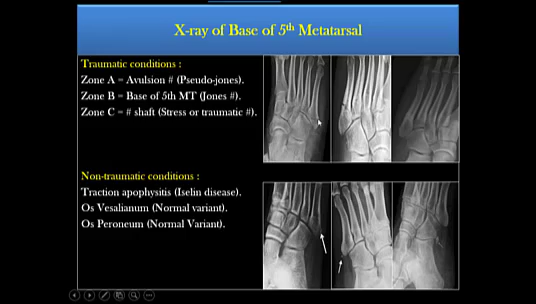 X-ray of Base of 5th Metatarsal
Traumatic conditions :
Zone A = Avulsion # (Pseudo-jones).
Zone B = Base of 5th MT (Jones #).
Zone C = # shaft (Stress or traumatic #).
Non-traumatic conditions :
Traction apophysitis (Iselin disease).
Os Vesalianum (Normal variant).
Os Peroneum (Normal Variant).